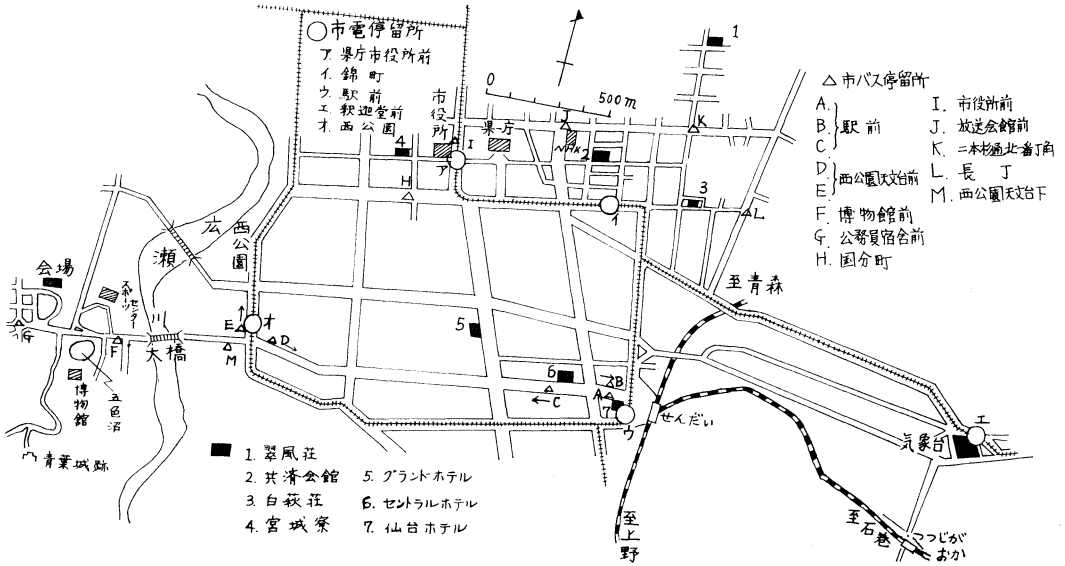 ○市電停留所
ア. 県庁市役所前
イ. 錦町
ウ. 駅前
エ. 釈迦堂前
オ. 西公園
0
500m
△市バス停留所
A.
B.
C.
駅前
D.
E.
西公園天文台前
F. 博物館前
G. 公務員宿舎前
H. 国分町
I. 市役所前
J. 放送会館前
K. 二本杉通北一番丁角
L. 長丁
M. 西公園天文台下
1
市役所
県庁
I
ア
J
NHK
2
K
4
H
3
L
イ
広瀬川
西公園
会場
スポーツセンター
G
F
大橋
E
オ
D
M
博物館
五色沼
青葉城跡
5
6
B
A
C
7
ウ
せんだい
至青森
エ
気象台
至上野
至石巻
つつじがおか
■ 1. 翠風荘
2. 共済会館
3. 白萩荘
4. 宮城寮
5. グランドホテル
6. セントラルホテル
7. 仙台ホテル